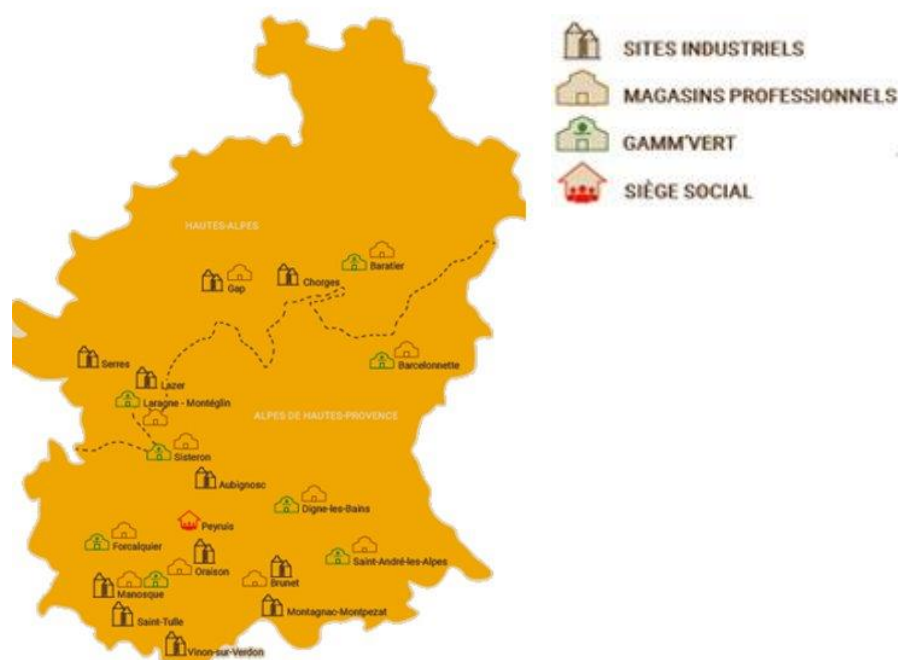 SITES INDUSTRIELS
MAGASINS PROFESSIONNELS
GAMM'VERT
SIÈGE SOCIAL
HAUTES-ALPES
Baratier
Gap
Chorges
Serres
Barcelonnette
Lazer
Laragne - Montéglin
ALPES DE HAUTES-PROVENCE
Sisteron
Aubignosc
Digne-les-Bains
Peyruis
Forcalquier
Oraison
Saint-André-les-Alpes
Brunet
Manosque
Montagnac-Montpezat
Saint-Tulle
Vinon-sur-Verdon